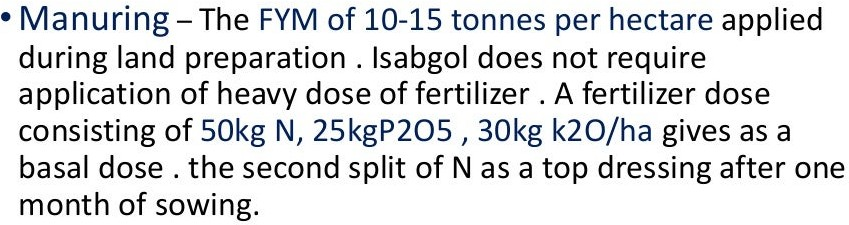 • Manuring – The FYM of 10-15 tonnes per hectare applied
during land preparation . Isabgol does not require
application of heavy dose of fertilizer . A fertilizer dose
consisting of 50kg N, 25kgP2O5 , 30kg k2O/ha gives as a
basal dose . the second split of N as a top dressing after one
month of sowing.